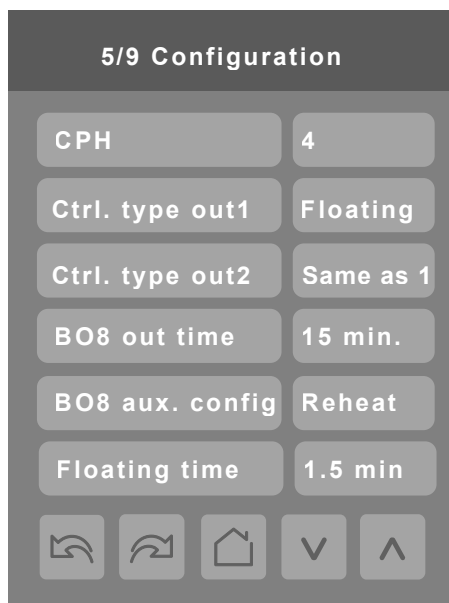 5/9 Configuration
CPH 4
Ctrl. type out1 Floating
Ctrl. type out2 Same as 1
BO8 out time 15 min.
BO8 aux. config Reheat
Floating time 1.5 min